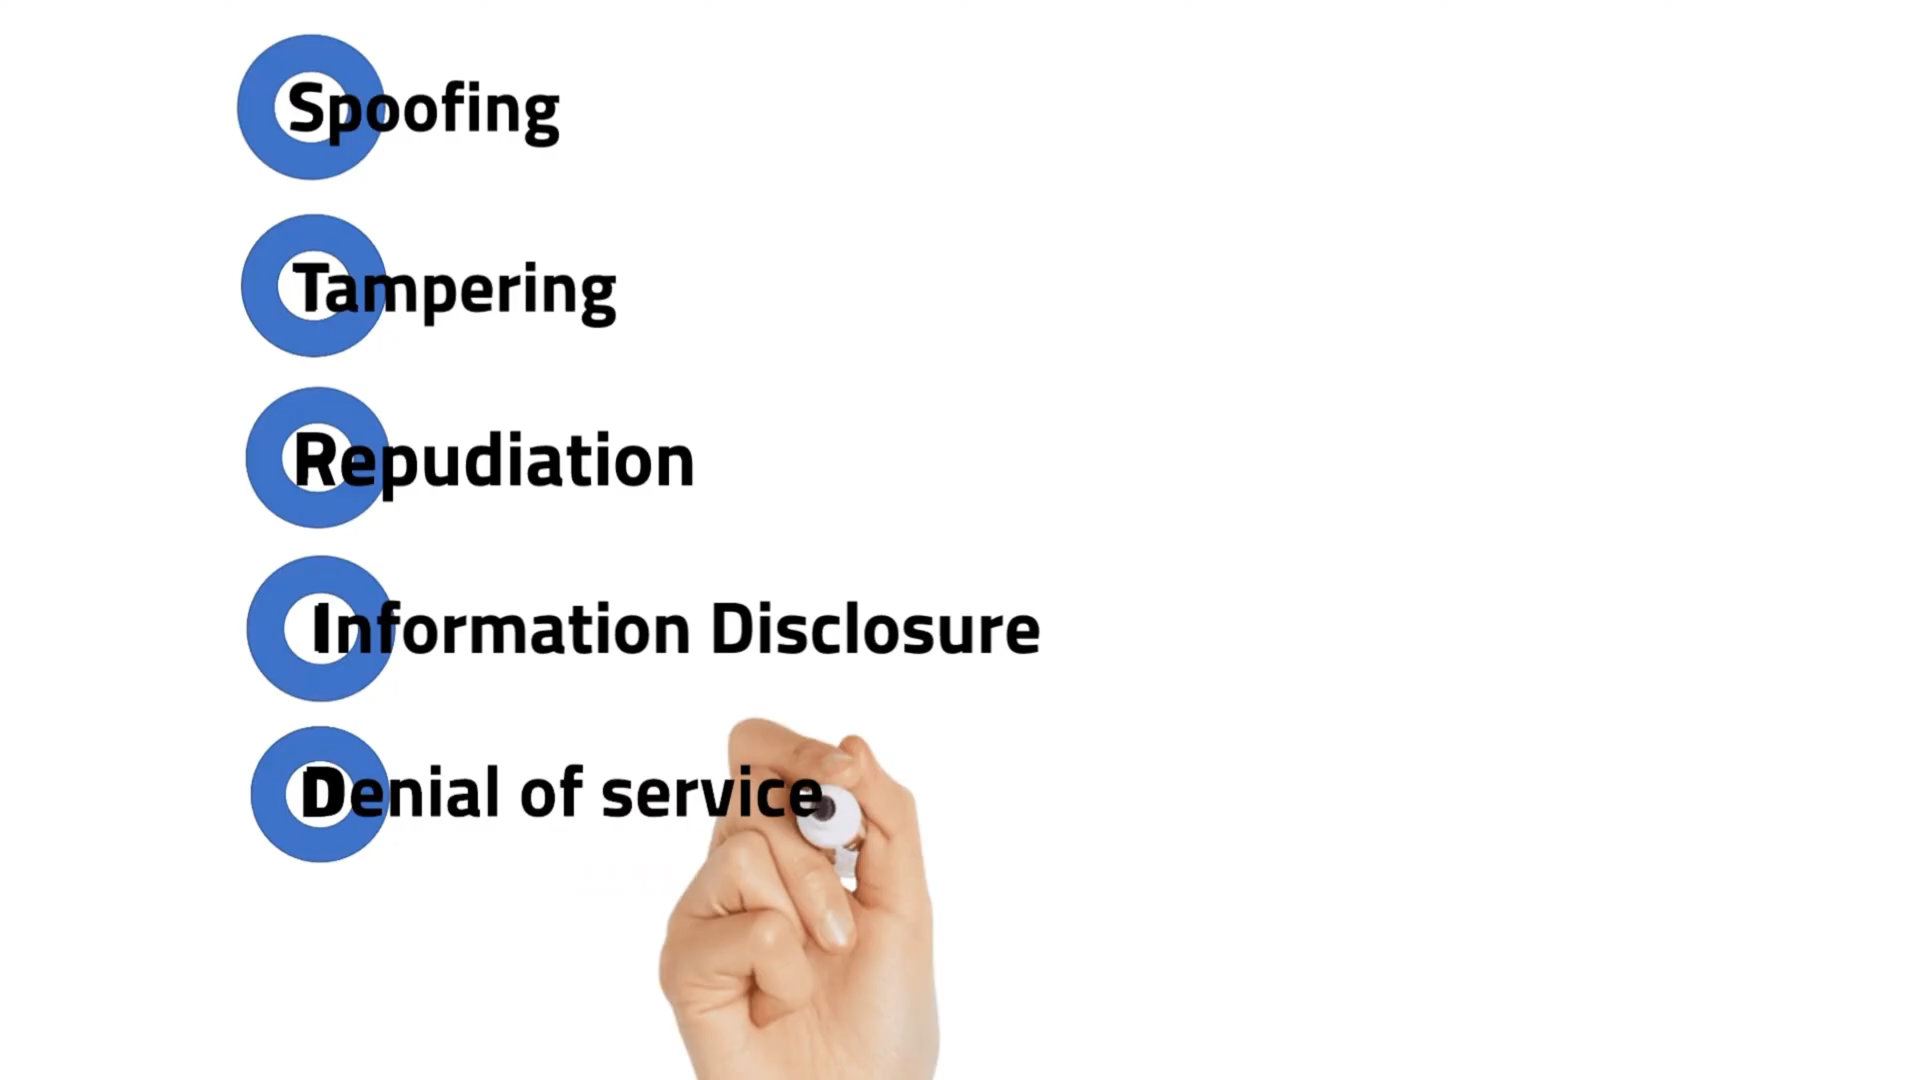 Spoofing
Tampering
Repudiation
Information Disclosure
Denial of service